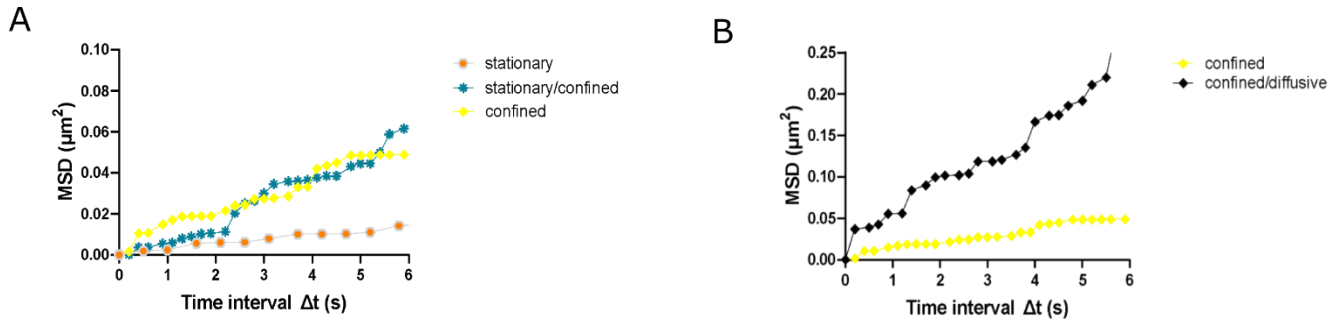 A
MSD (µm²)
0.10
0.08
0.06
0.04
0.02
0.00
0 1 2 3 4 5 6
Time interval Δt (s)
stationary
stationary/confined
confined
B
MSD (µm²)
0.25
0.20
0.15
0.10
0.05
0.00
0 1 2 3 4 5 6
Time interval Δt (s)
confined
confined/diffusive